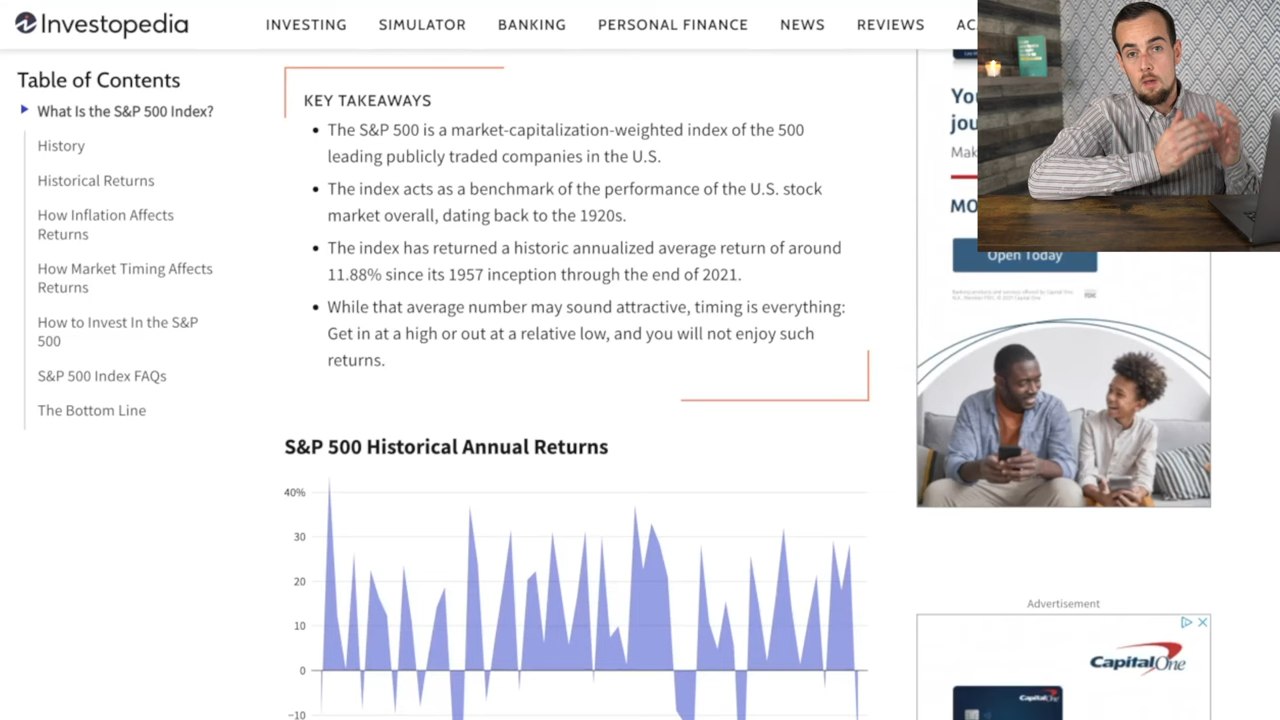 Investopedia
INVESTING SIMULATOR BANKING PERSONAL FINANCE NEWS REVIEWS
Table of Contents
What Is the S&P 500 Index?
History
Historical Returns
How Inflation Affects
Returns
How Market Timing Affects
Returns
How to Invest In the S&P
500
S&P 500 Index FAQs
The Bottom Line
KEY TAKEAWAYS
• The S&P 500 is a market-capitalization-weighted index of the 500
leading publicly traded companies in the U.S.
• The index acts as a benchmark of the performance of the U.S. stock
market overall, dating back to the 1920s.
• The index has returned a historic annualized average return of around
11.88% since its 1957 inception through the end of 2021.
• While that average number may sound attractive, timing is everything:
Get in at a high or out at a relative low, and you will not enjoy such
returns.
S&P 500 Historical Annual Returns
40%
30
20
10
0
−10
Open Today
Advertisement
Capital One
Capital One